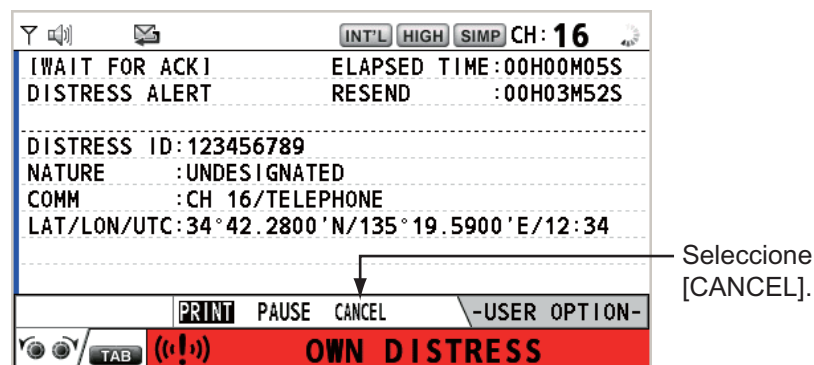 INT'L HIGH SIMP CH: 16
[WAIT FOR ACK] ELAPSED TIME:00H00M05S
DISTRESS ALERT RESEND :00H03M52S
DISTRESS ID:123456789
NATURE :UNDESIGNATED
COMM :CH 16/TELEPHONE
LAT/LON/UTC:34°42.2800'N/135°19.5900'E/12:34
Seleccione
[CANCEL].
PRINT PAUSE CANCEL -USER OPTION-
TAB OWN DISTRESS